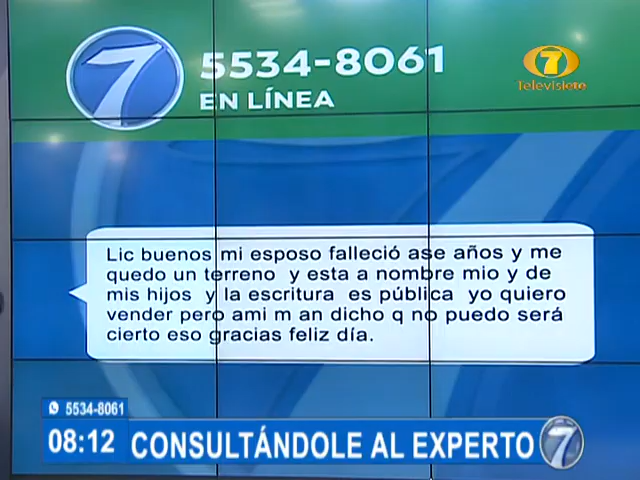 7
5534-8061
EN LÍNEA
7
Televisiete
Lic buenos mi esposo falleció ase años y me
quedo un terreno y esta a nombre mio y de
mis hijos y la escritura es pública yo quiero
vender pero ami m an dicho q no puedo será
cierto eso gracias feliz día.
5534-8061
08:12 CONSULTÁNDOLE AL EXPERTO 7